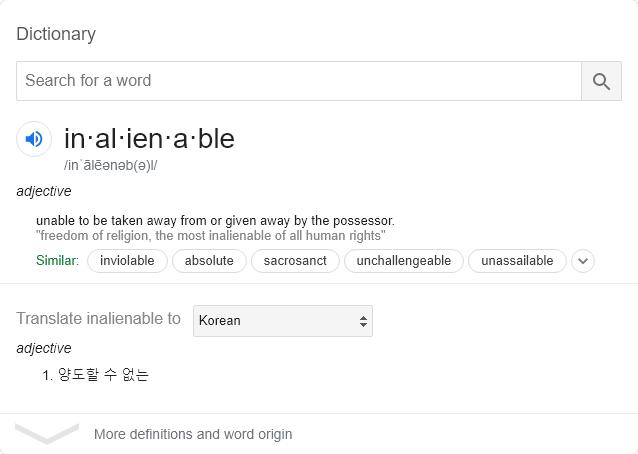 Dictionary
Search for a word
in·al·ien·a·ble
/inˈālēənəb(ə)l/
adjective
unable to be taken away from or given away by the possessor.
"freedom of religion, the most inalienable of all human rights"
Similar: inviolable absolute sacrosanct unchallengeable unassailable
Translate inalienable to Korean
adjective
1. 양도할 수 없는
More definitions and word origin